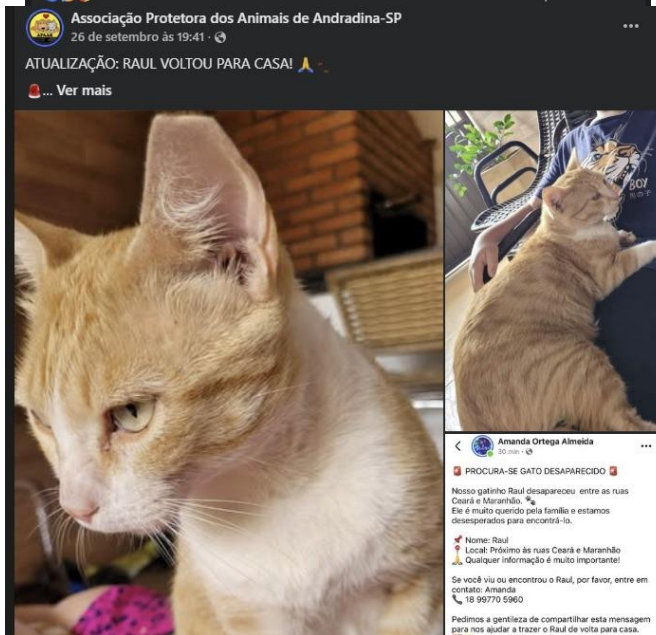 Associação Protetora dos Animais de Andradina-SP
26 de setembro às 19:41 ·
ATUALIZAÇÃO: RAUL VOLTOU PARA CASA! 🙏
🚨... Ver mais
BOY
Amanda Ortega Almeida
30 min ·
🚨 PROCURA-SE GATO DESAPARECIDO 🚨
Nosso gatinho Raul desapareceu entre as ruas
Ceará e Maranhão. 🐾
Ele é muito querido pela família e estamos
desesperados para encontrá-lo.
📌 Nome: Raul
📍 Local: Próximo às ruas Ceará e Maranhão
🙏 Qualquer informação é muito importante!
Se você viu ou encontrou o Raul, por favor, entre em
contato: Amanda
📞 18 99770 5960
Pedimos a gentileza de compartilhar esta mensagem
para nos ajudar a trazer o Raul de volta para casa.